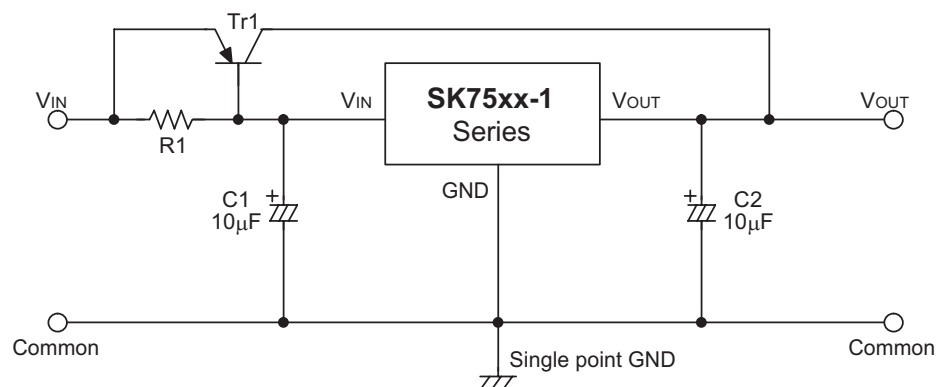 Tr1
VIN
R1
VIN
SK75xx-1
Series
VOUT
VOUT
GND
+
C1
10μF
+
C2
10μF
Common
Single point GND
Common